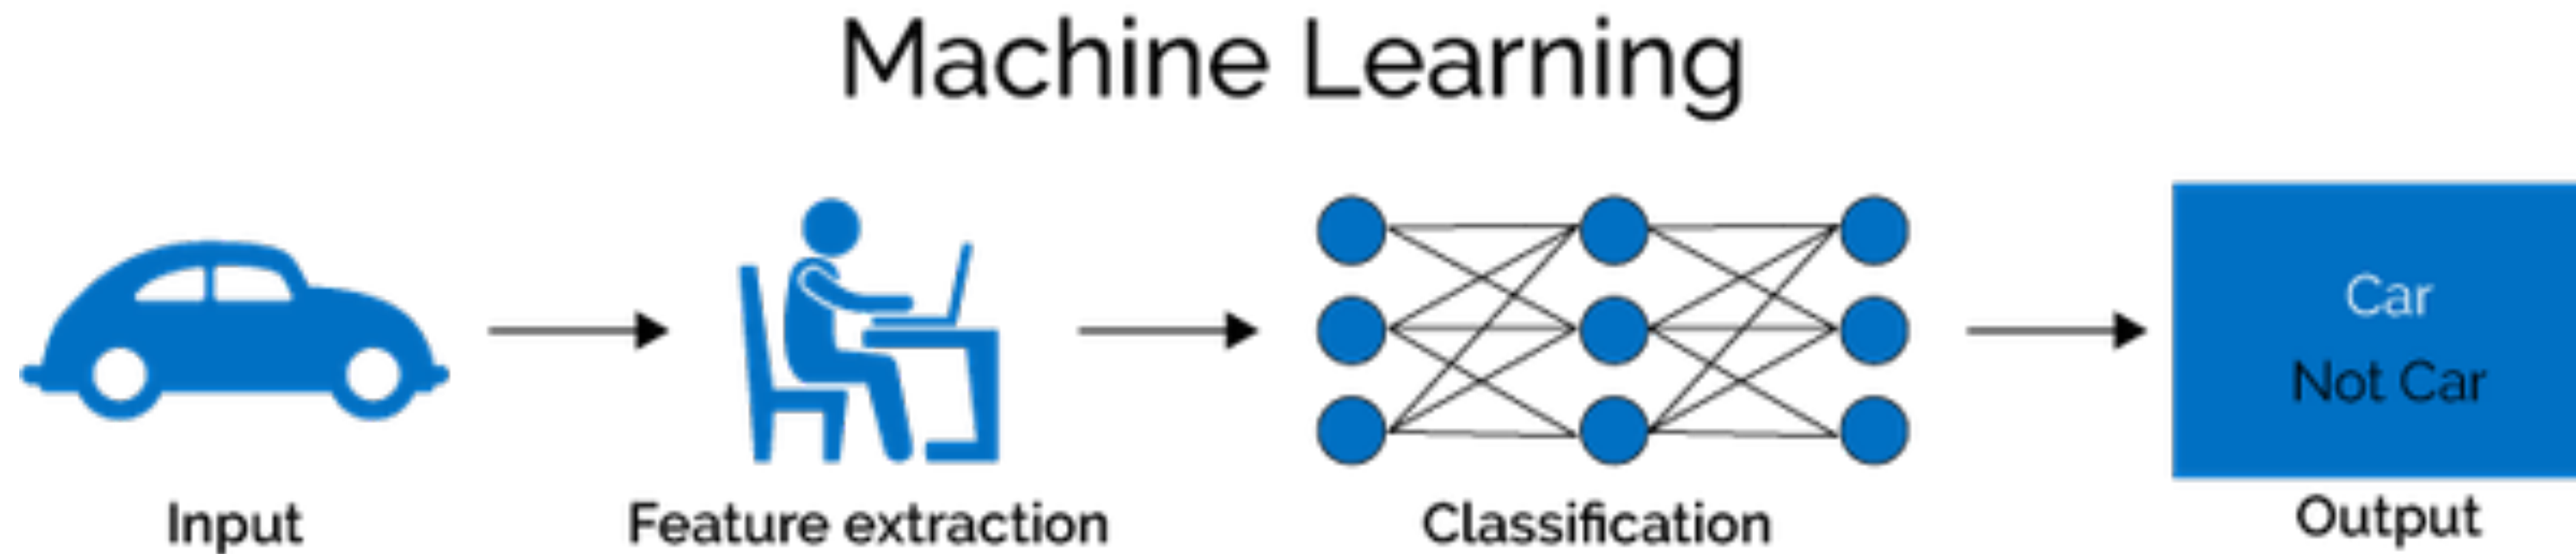 Machine Learning
Car
Not Car
Input
Feature extraction
Classification
Output